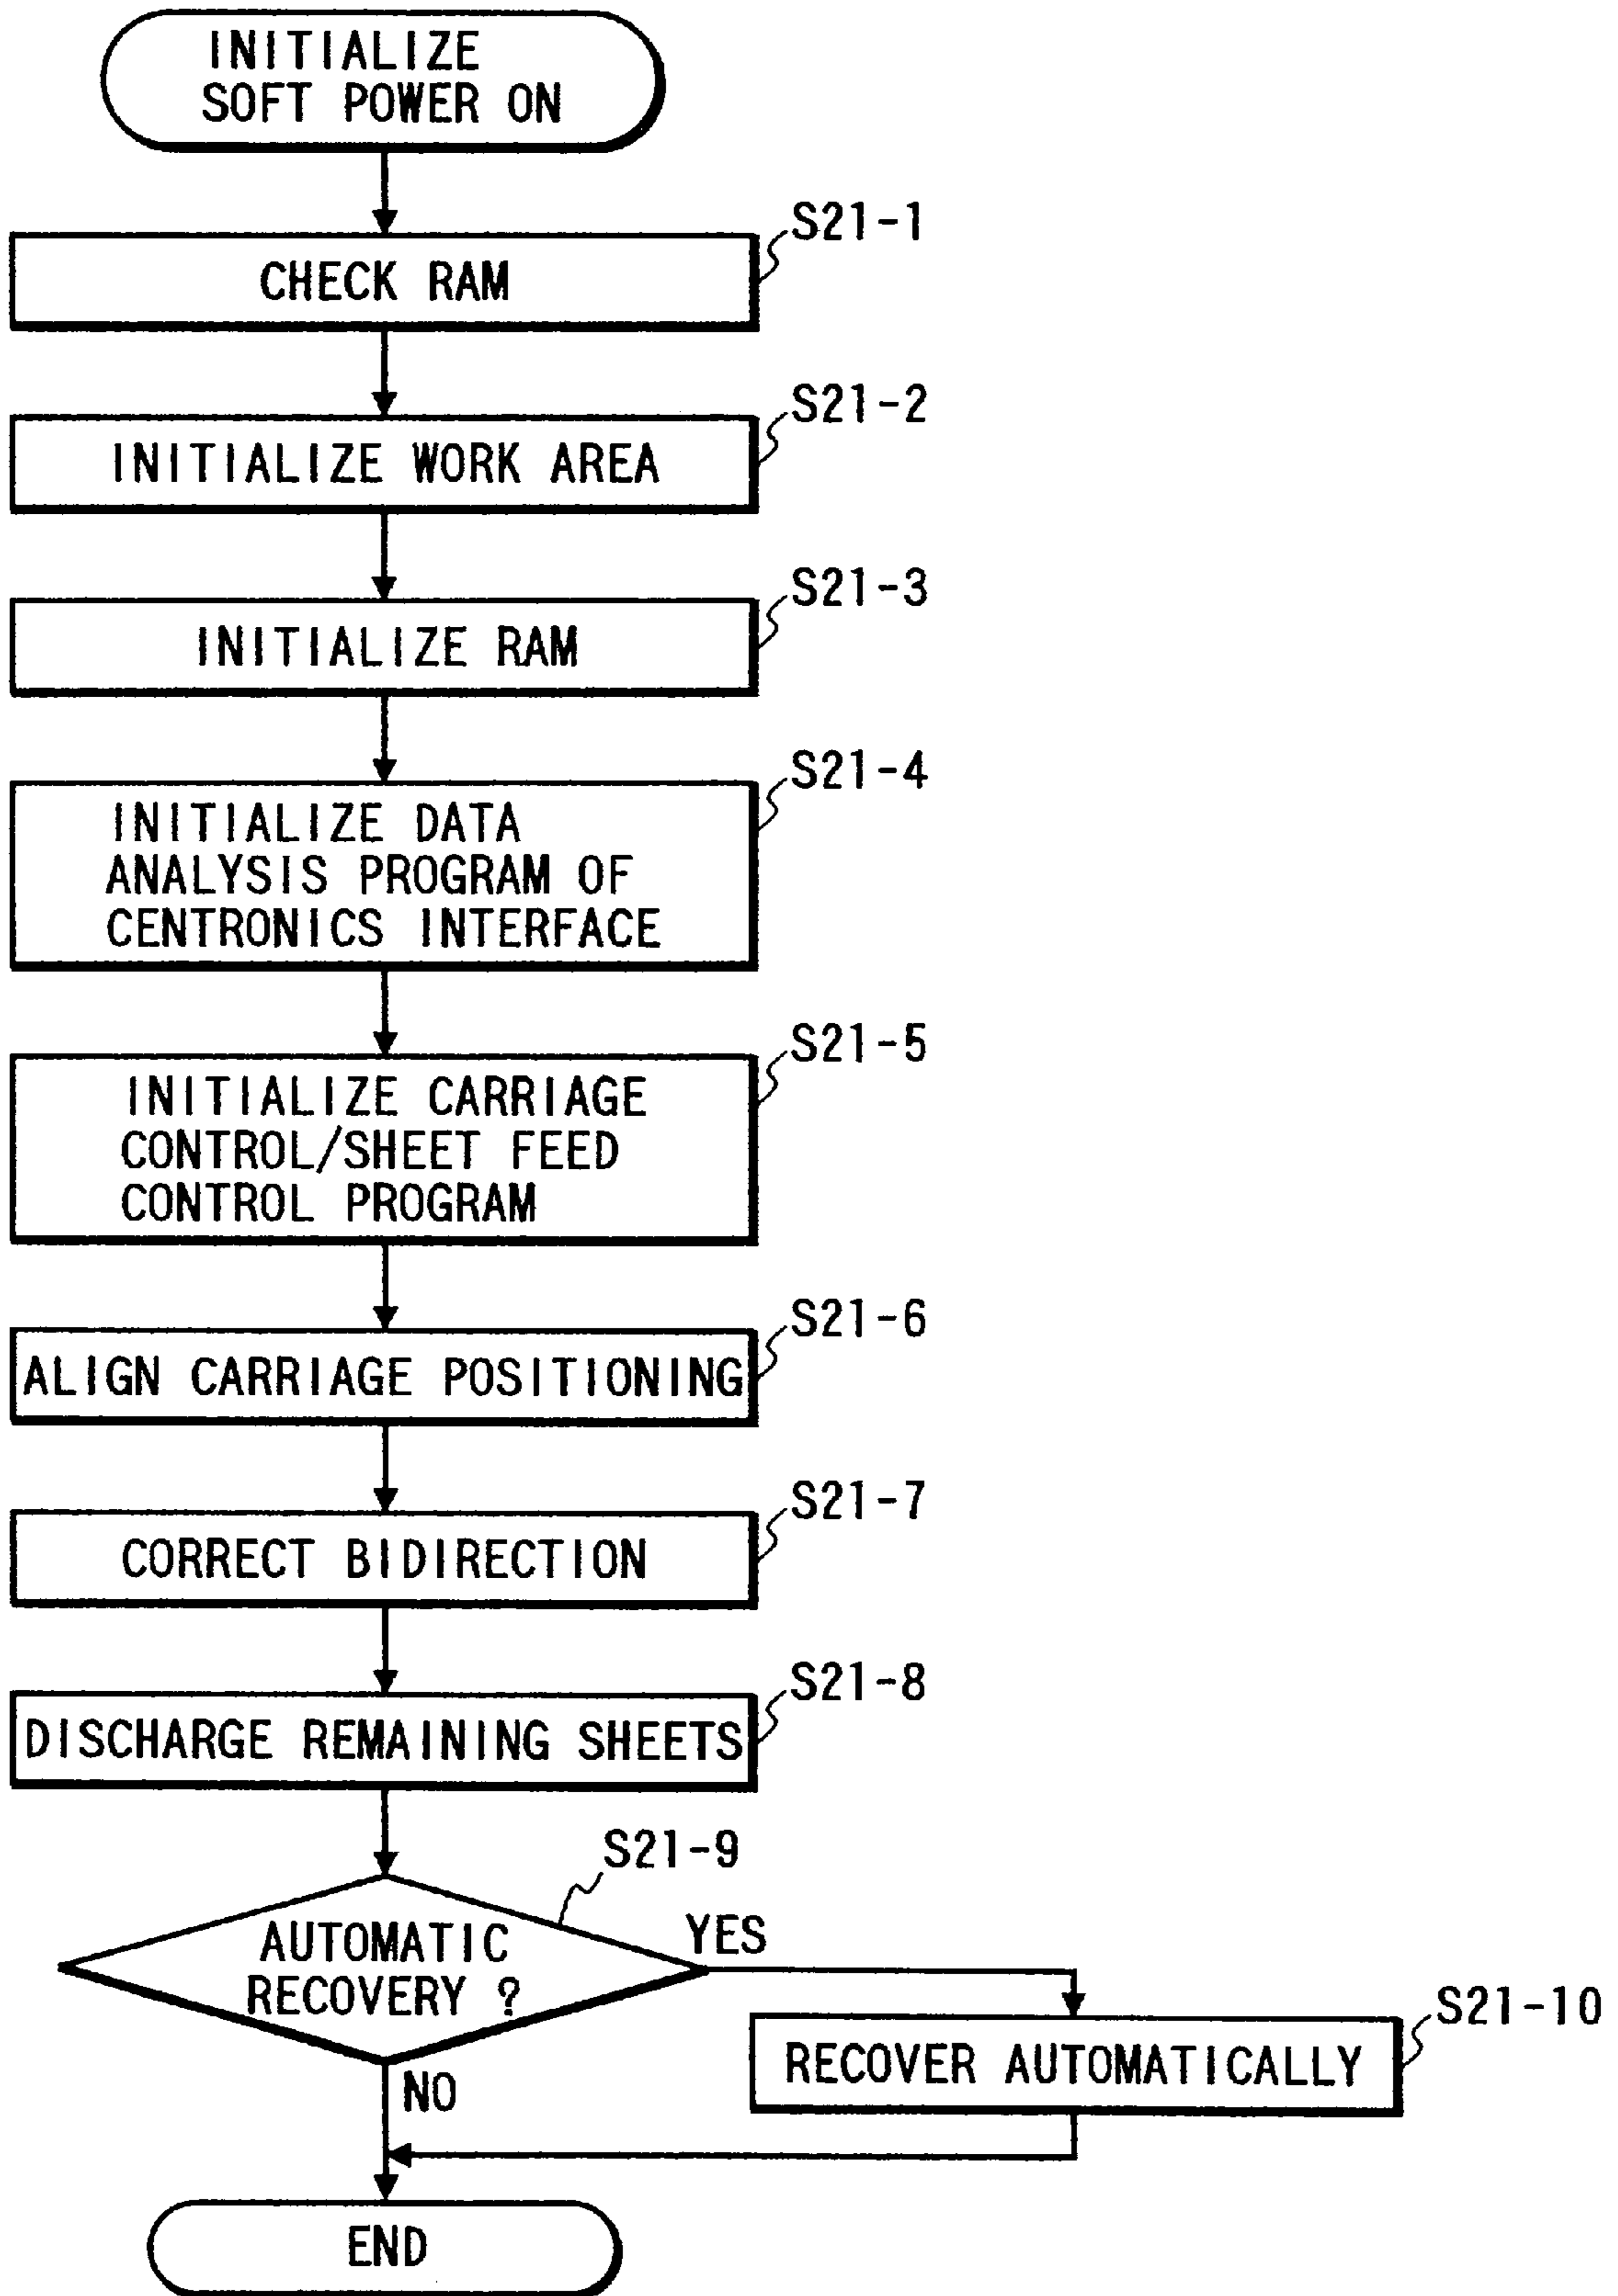 INITIALIZE
SOFT POWER ON
S21-1
CHECK RAM
S21-2
INITIALIZE WORK AREA
S21-3
INITIALIZE RAM
S21-4
INITIALIZE DATA
ANALYSIS PROGRAM OF
CENTRONICS INTERFACE
S21-5
INITIALIZE CARRIAGE
CONTROL/SHEET FEED
CONTROL PROGRAM
S21-6
ALIGN CARRIAGE POSITIONING
S21-7
CORRECT BIDIRECTION
S21-8
DISCHARGE REMAINING SHEETS
S21-9
AUTOMATIC
RECOVERY ?
YES
S21-10
RECOVER AUTOMATICALLY
NO
END